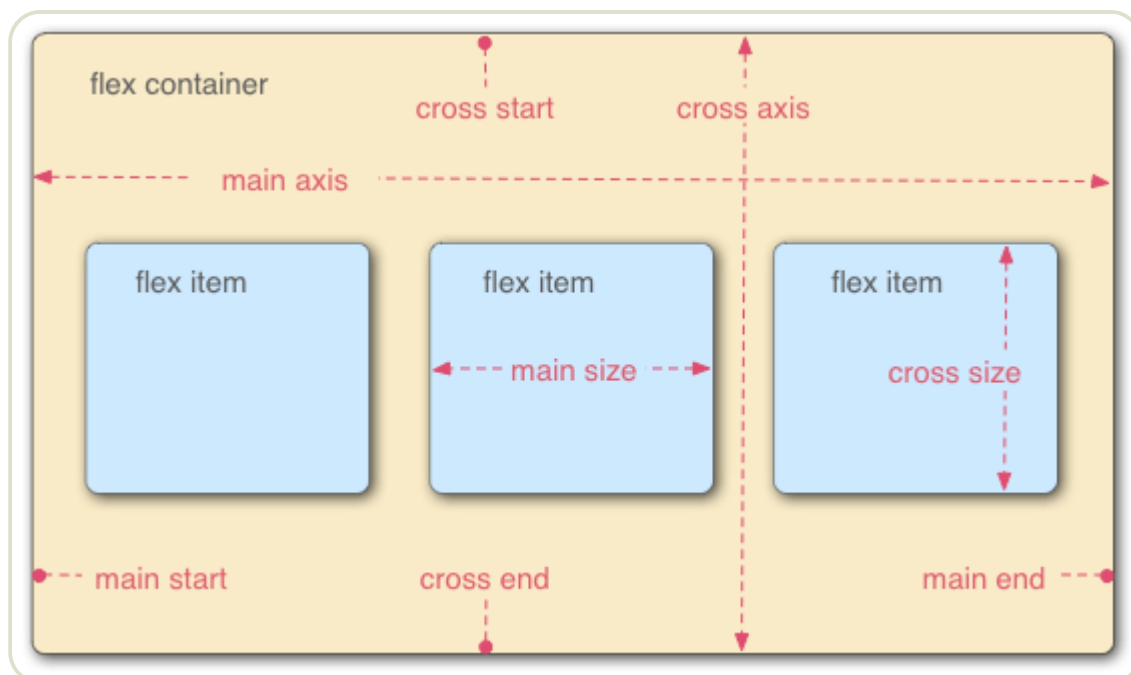 flex container
cross start
cross axis
main axis
flex item
flex item
flex item
main size
cross size
main start
cross end
main end